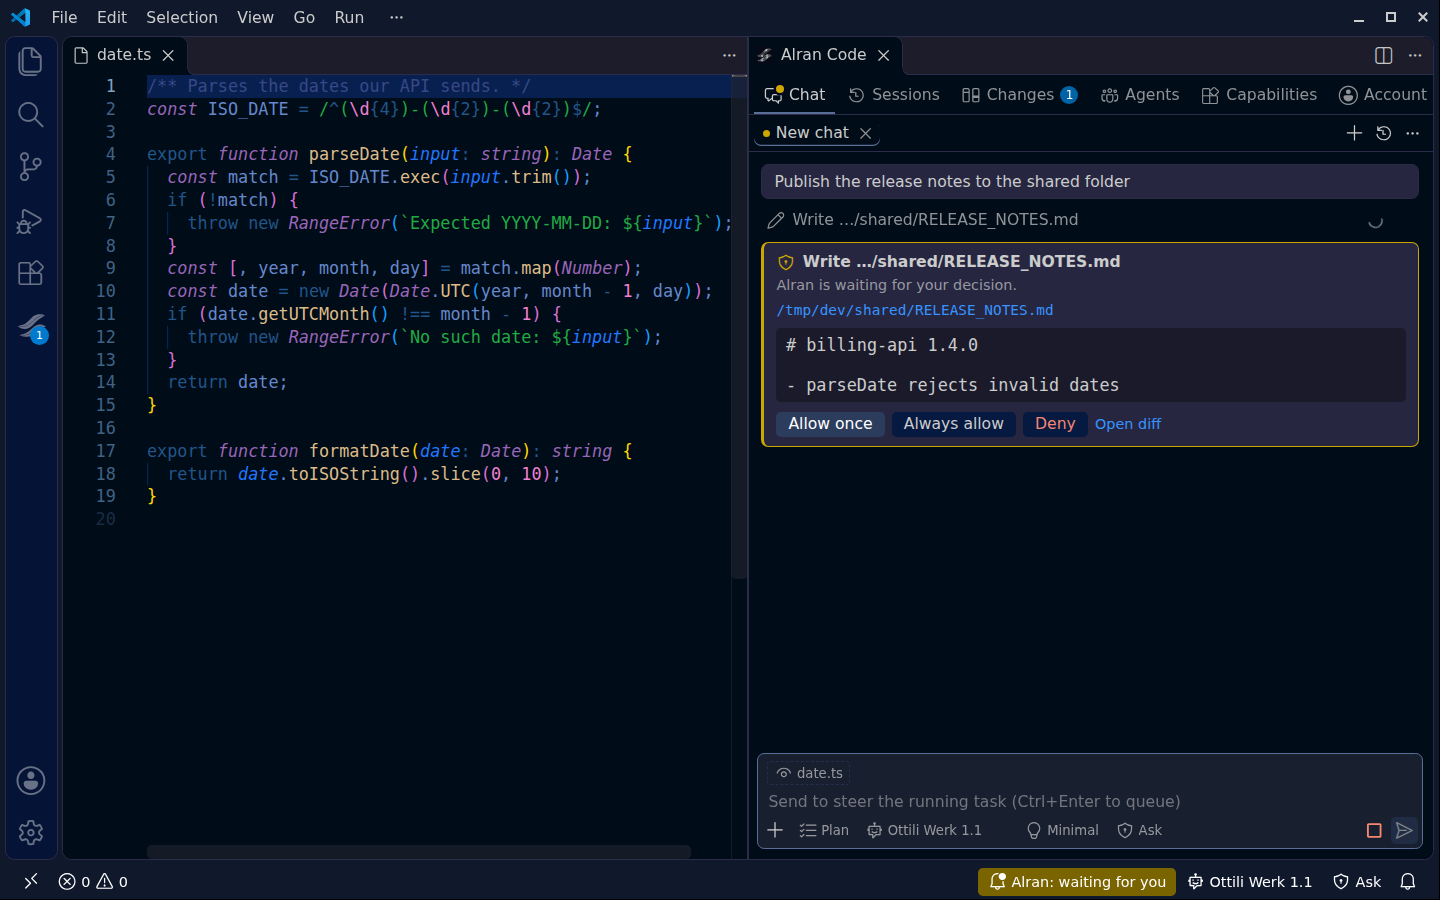 File Edit Selection View Go Run ···
date.ts
Alran Code
Chat Sessions Changes 1 Agents Capabilities Account
New chat
1 /** Parses the dates our API sends. */
2 const ISO_DATE = /^(\d{4})-(\d{2})-(\d{2})$/;
3
4 export function parseDate(input: string): Date {
5 const match = ISO_DATE.exec(input.trim());
6 if (!match) {
7 throw new RangeError(`Expected YYYY-MM-DD: ${input}`);
8 }
9 const [, year, month, day] = match.map(Number);
10 const date = new Date(Date.UTC(year, month - 1, day));
11 if (date.getUTCMonth() !== month - 1) {
12 throw new RangeError(`No such date: ${input}`);
13 }
14 return date;
15 }
16
17 export function formatDate(date: Date): string {
18 return date.toISOString().slice(0, 10);
19 }
20
1
Publish the release notes to the shared folder
Write …/shared/RELEASE_NOTES.md
Write …/shared/RELEASE_NOTES.md
Alran is waiting for your decision.
/tmp/dev/shared/RELEASE_NOTES.md
# billing-api 1.4.0
- parseDate rejects invalid dates
Allow once Always allow Deny Open diff
date.ts
Send to steer the running task (Ctrl+Enter to queue)
Plan Ottili Werk 1.1 Minimal Ask
0 0 Alran: waiting for you Ottili Werk 1.1 Ask